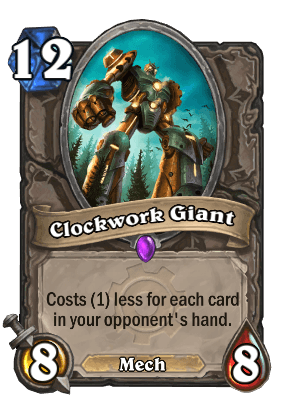 12
Clockwork Giant
Costs (1) less for each card
in your opponent's hand.
8
Mech
8